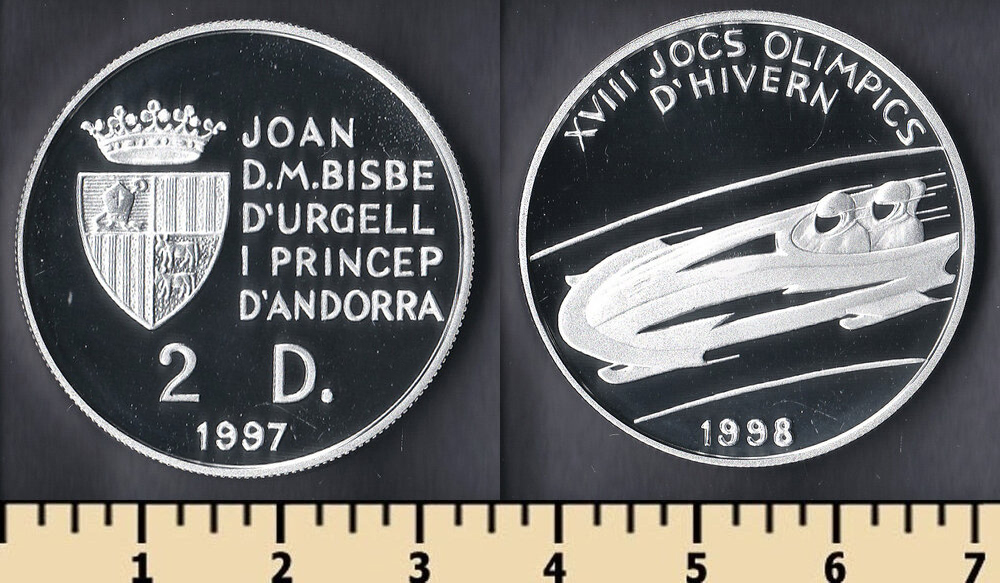 JOAN
D.M.BISBE
D'URGELL
I PRINCEP
D'ANDORRA
2 D.
1997
XVIII JOCS OLIMPICS
D'HIVERN
1998
1 2 3 4 5 6 7